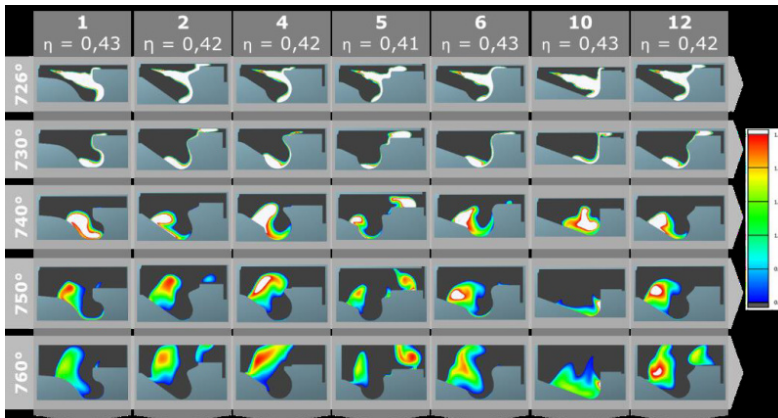 1 2 4 5 6 10 12
η = 0,43 η = 0,42 η = 0,42 η = 0,41 η = 0,43 η = 0,43 η = 0,42
726°
730°
740°
750°
760°